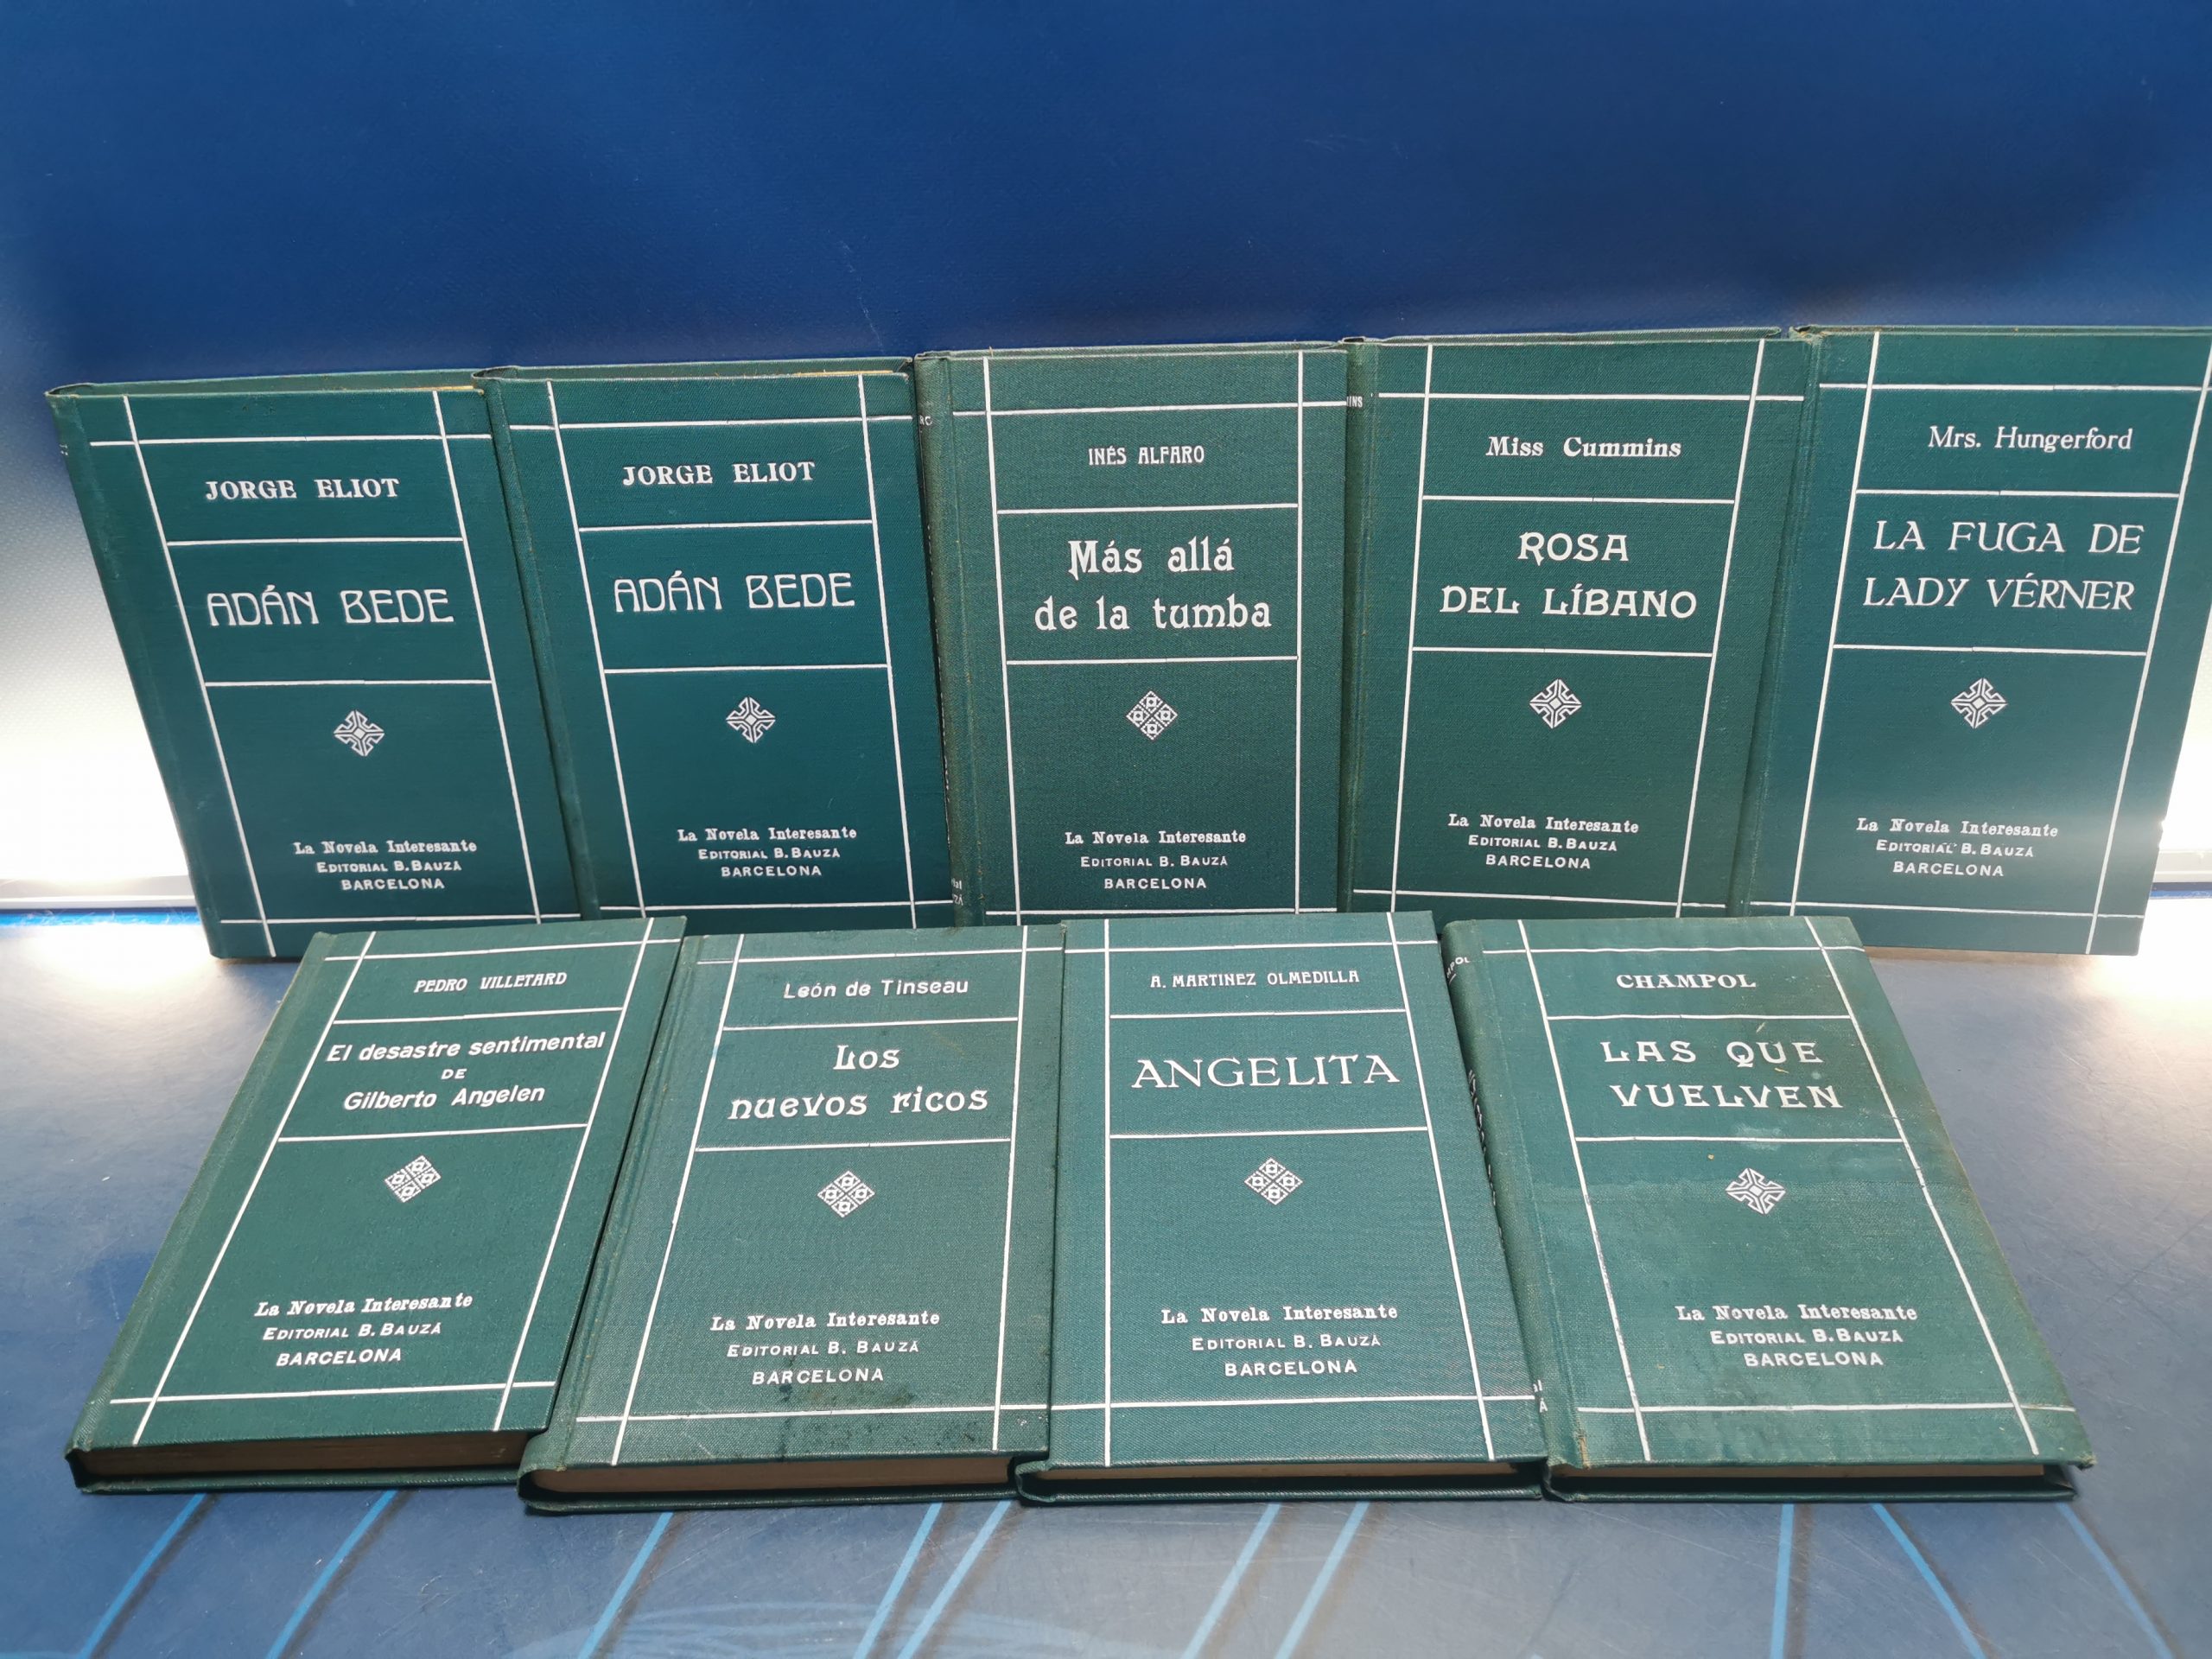 JORGE ELIOT
ADÁN BEDE
La Novela Interesante
EDITORIAL B. BAUZÁ
BARCELONA
JORGE ELIOT
ADÁN BEDE
La Novela Interesante
EDITORIAL B. BAUZÁ
BARCELONA
INÉS ALFARO
Más allá
de la tumba
La Novela Interesante
EDITORIAL B. BAUZÁ
BARCELONA
Miss Cummins
ROSA
DEL LÍBANO
La Novela Interesante
EDITORIAL B. BAUZÁ
BARCELONA
Mrs. Hungerford
LA FUGA DE
LADY VÉRNER
La Novela Interesante
EDITORIAL B. BAUZÁ
BARCELONA
PEDRO VILLETARD
El desastre sentimental
DE
Gilberto Angelen
La Novela Interesante
EDITORIAL B. BAUZÁ
BARCELONA
León de Tinseau
Los
nuevos ricos
La Novela Interesante
EDITORIAL B. BAUZÁ
BARCELONA
A. MARTINEZ OLMEDILLA
ANGELITA
La Novela Interesante
EDITORIAL B. BAUZÁ
BARCELONA
CHAMPOL
LAS QUE
VUELVEN
La Novela Interesante
EDITORIAL B. BAUZÁ
BARCELONA